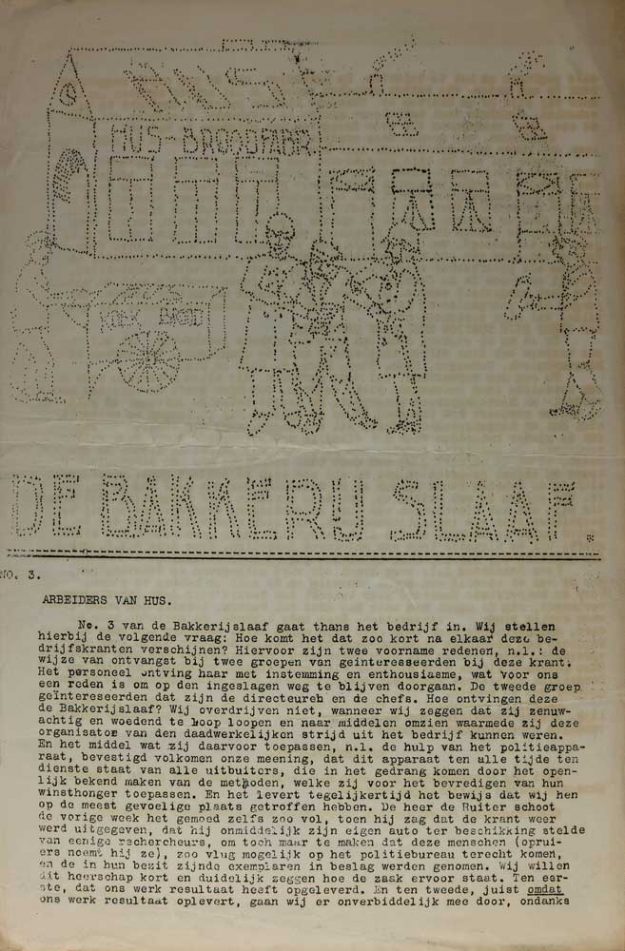 HUS
HUS-BROODFABR.
KOEK BROOD
DE BAKKERIJ SLAAF.
NO. 3.
ARBEIDERS VAN HUS.
No. 3 van de Bakkerijslaaf gaat thans het bedrijf in. Wij stellen
hierbij de volgende vraag: Hoe komt het dat zoo kort na elkaar deze be-
drijfskranten verschijnen? Hiervoor zijn twee voorname redenen, n.l.: de
wijze van ontvangst bij twee groepen van geinteresseerden bij deze krant.
Het personeel ontving haar met instemming en enthousiasme, wat voor ons
een reden is om op den ingeslagen weg te blijven doorgaan. De tweede groep
geinteresseerden dat zijn de directeureb en de chefs. Hoe ontvingen deze
de Bakkerijslaaf? Wij overdrijven niet, wanneer wij zeggen dat zij zenuw-
achtig en woedend te hoop loopen en naar middelen omzien waarmede zij deze
organisator van den daadwerkelijken strijd uit het bedrijf kunnen weren.
En het middel wat zij daarvoor toepassen, n.l. de hulp van het politieappa-
raat, bevestigd volkomen onze meening, dat dit apparaat ten alle tijde ten
dienste staat van alle uitbuiters, die in het gedrang komen door het open-
lijk bekend maken van de methoden, welke zij voor het bevredigen van hun
winsthonger toepassen. En het levert tegelijkertijd het bewijs dat wij hen
op de meest gevoelige plaats getroffen hebben. De heer de Ruiter schoot
de vorige week het gemoed zelfs zoo vol, toen hij zag dat de krant weer
werd uitgegeven, dat hij onmiddelijk zijn eigen auto ter beschikking stelde
van eenige rechercheurs, om toch maar te maken dat deze menschen (oprui-
ers noemt hij ze), zoo vlug mogelijk op het politiebureau terecht komen,
en de in hun bezit zijnde exemplaren in beslag werden genomen. Wij willen
dit heerschap kort en duidelijk zeggen hoe de zaak ervoor staat. Ten eer-
ste, dat ons werk resultaat heeft opgeleverd. En ten tweede, juist omdat
ons werk resultaat oplevert, gaan wij er onverbiddelijk mee door, ondanks